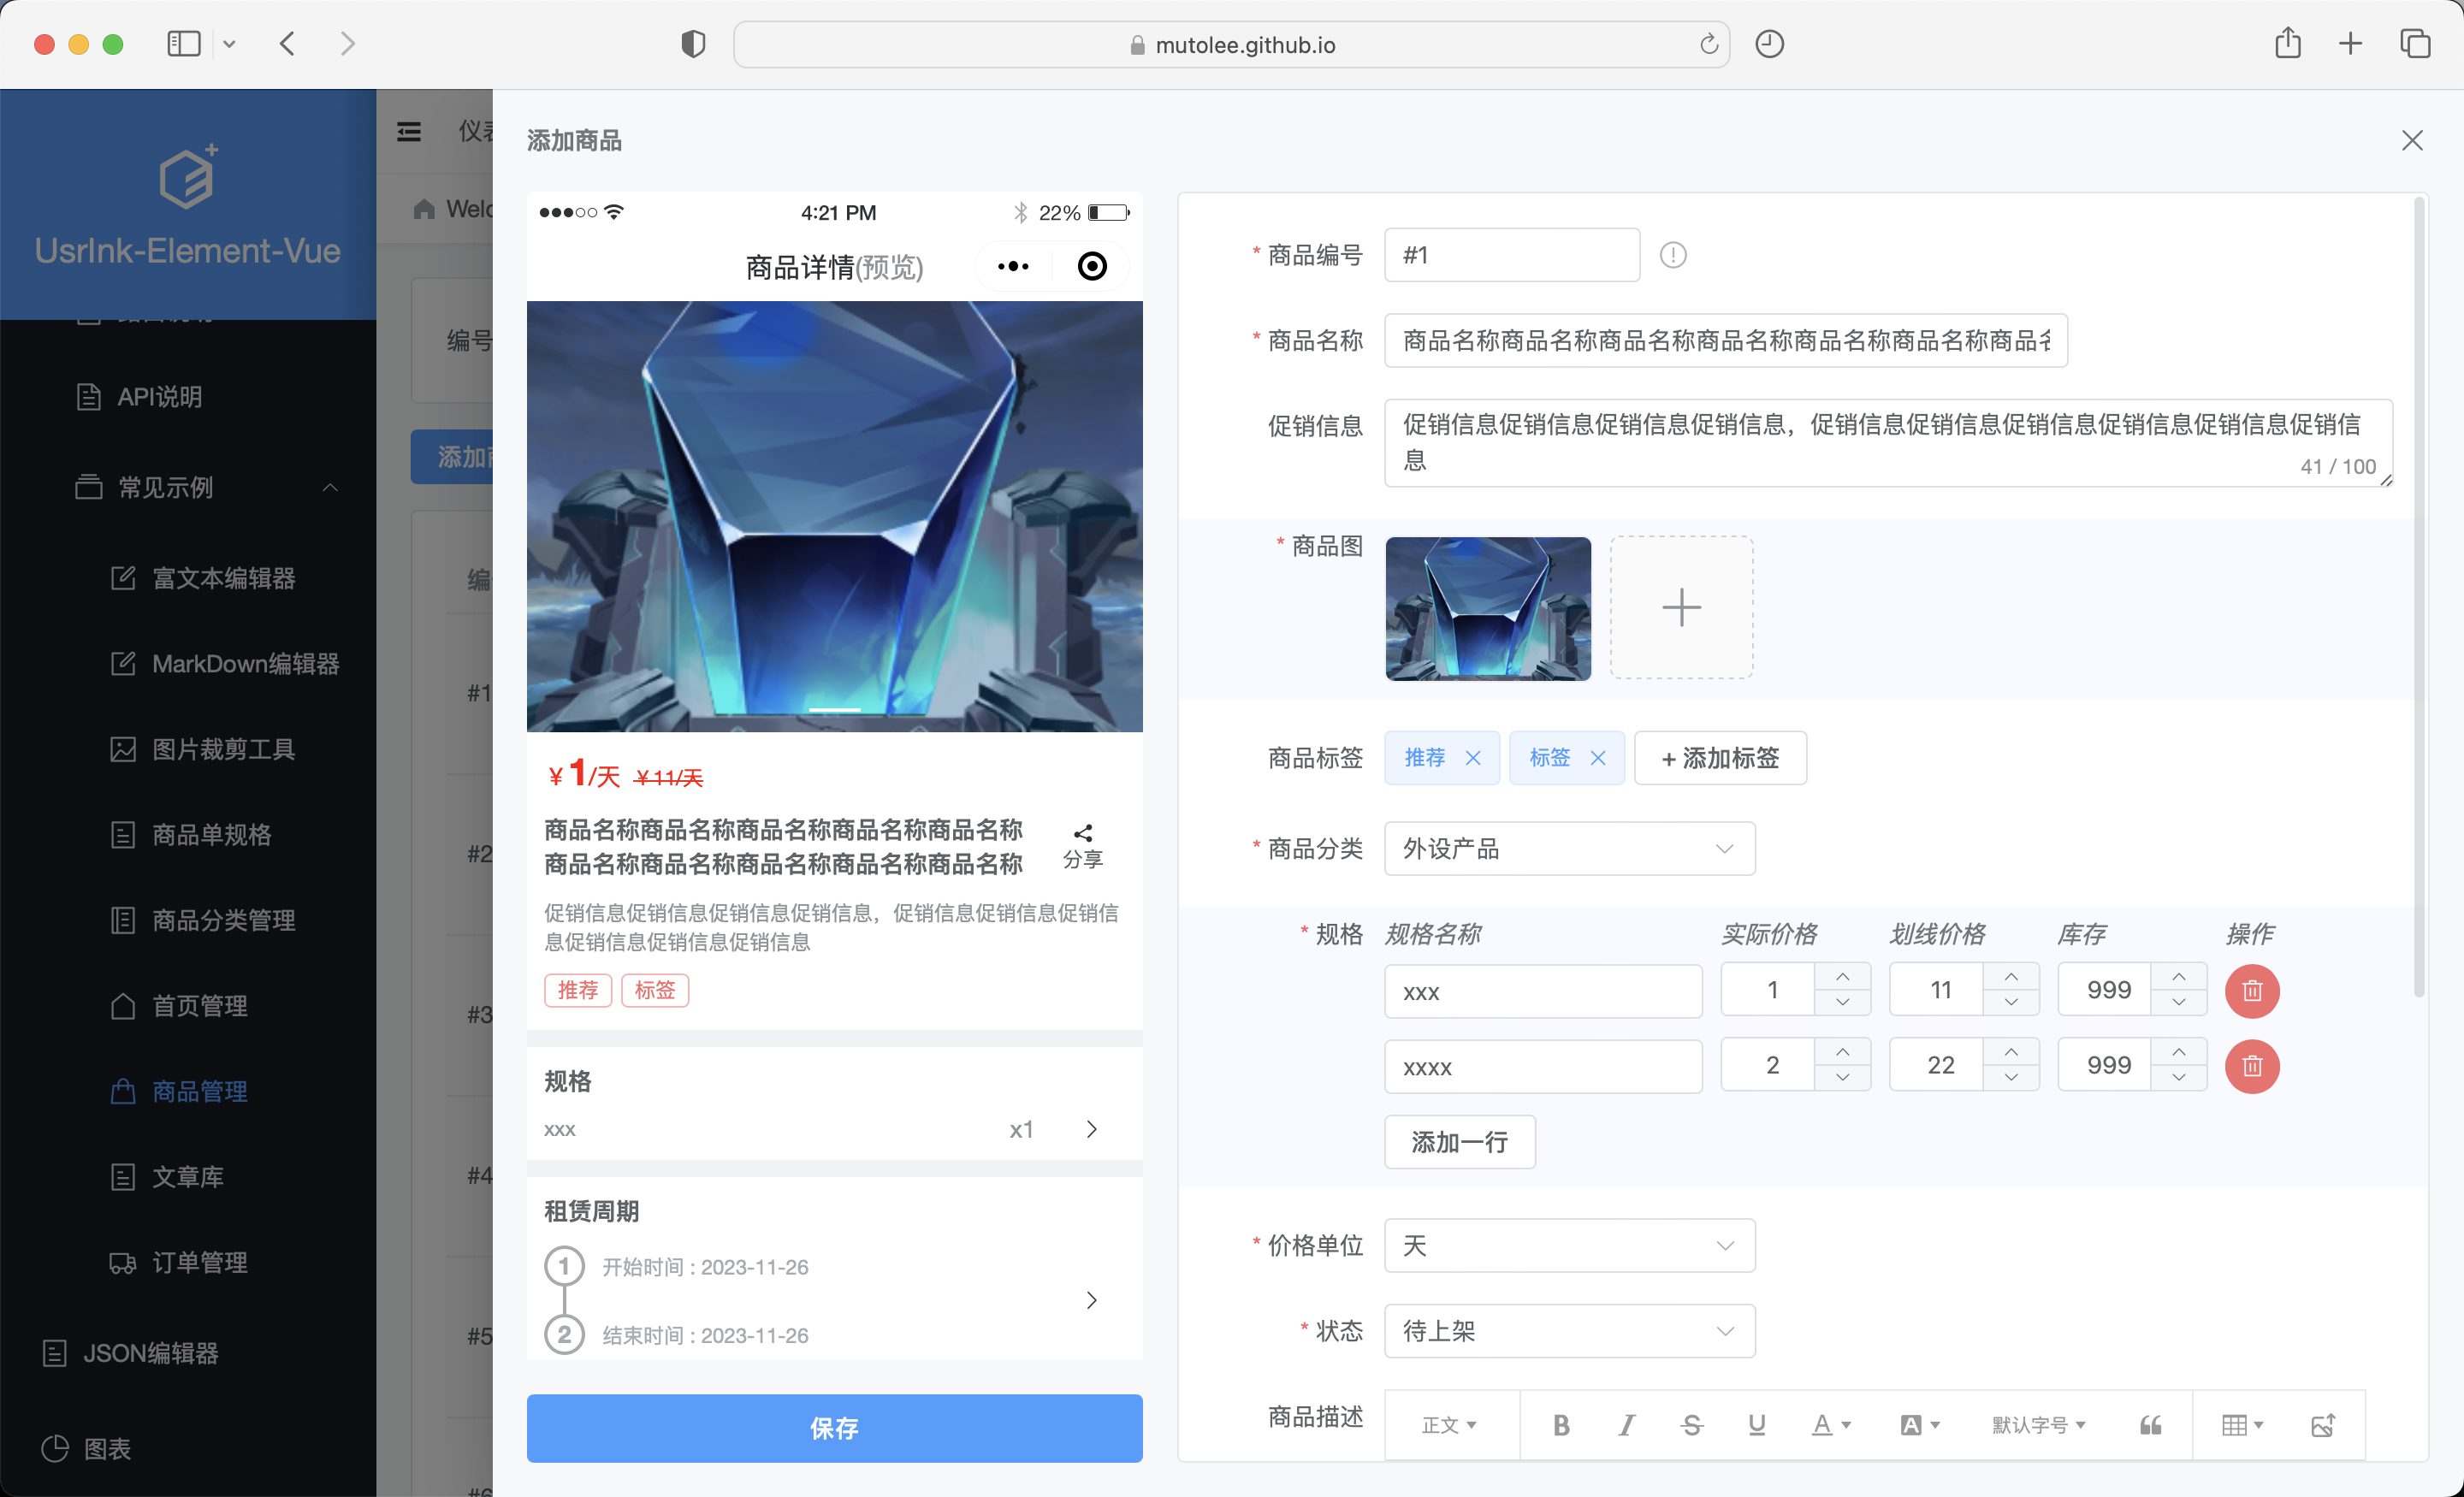 mutolee.github.io
UsrInk-Element-Vue
API说明
常见示例
富文本编辑器
MarkDown编辑器
图片裁剪工具
商品单规格
商品分类管理
首页管理
商品管理
文章库
订单管理
JSON编辑器
图表
编号
#1
#2
#3
#4
#5
添加商品
4:21 PM
22%
商品详情(预览)
¥1/天 ¥11/天
商品名称商品名称商品名称商品名称商品名称
商品名称商品名称商品名称商品名称商品名称
分享
促销信息促销信息促销信息促销信息，促销信息促销信息促销信
息促销信息促销信息促销信息
推荐 标签
规格
xxx x1
租赁周期
1 开始时间 : 2023-11-26
2 结束时间 : 2023-11-26
保存
* 商品编号 #1
* 商品名称 商品名称商品名称商品名称商品名称商品名称商品名称商品名
促销信息 促销信息促销信息促销信息促销信息，促销信息促销信息促销信息促销信息促销信息促销信
息
41 / 100
* 商品图
商品标签 推荐 标签 + 添加标签
* 商品分类 外设产品
* 规格 规格名称 实际价格 划线价格 库存 操作
xxx 1 11 999
xxxx 2 22 999
添加一行
* 价格单位 天
* 状态 待上架
商品描述 正文 B I S U A A 默认字号